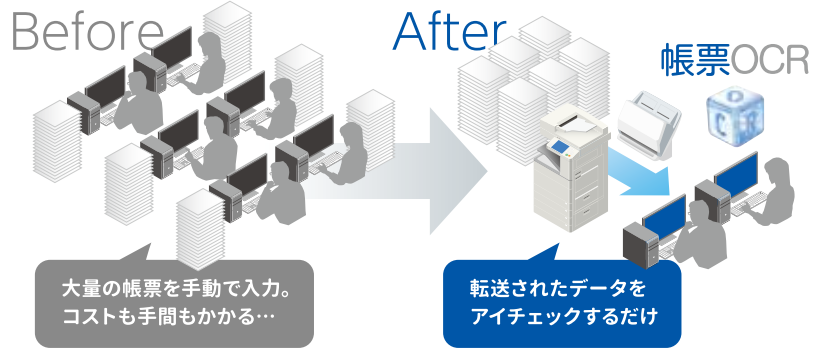 Before
After
帳票OCR
O
C R
大量の帳票を手動で入力。
コストも手間もかかる…
転送されたデータを
アイチェックするだけ